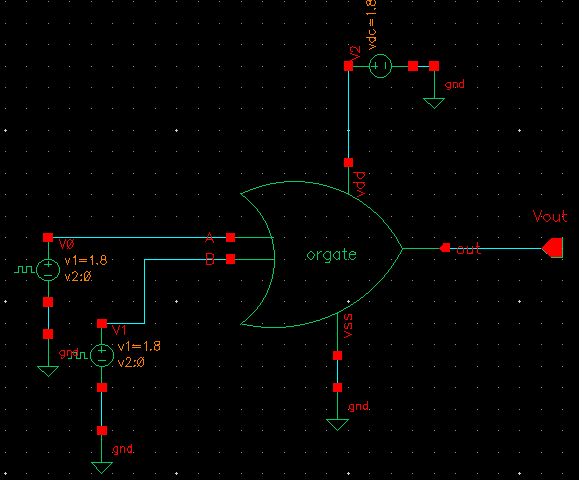 vdc=1.8
V2
gnd
vdd
Vout
A
V0
orgate
out
B
v1=1.8
v2:0
vss
V1
gnd
v1=1.8
v2:0
gnd
gnd